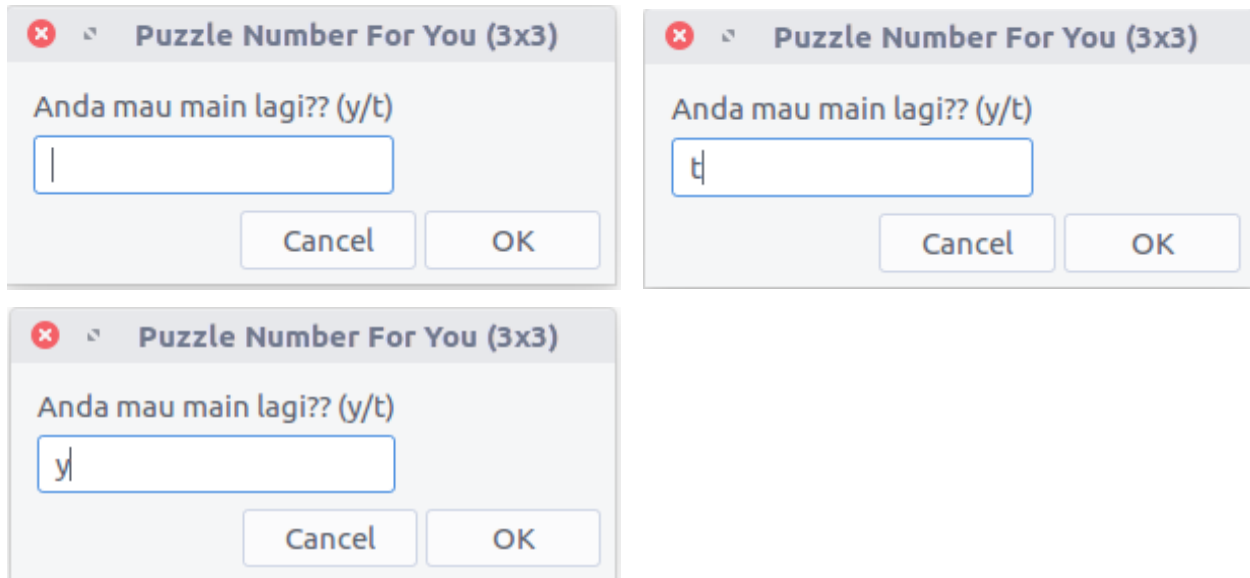 Puzzle Number For You (3x3)
Anda mau main lagi?? (y/t)
Cancel OK
Puzzle Number For You (3x3)
Anda mau main lagi?? (y/t)
t
Cancel OK
Puzzle Number For You (3x3)
Anda mau main lagi?? (y/t)
y
Cancel OK